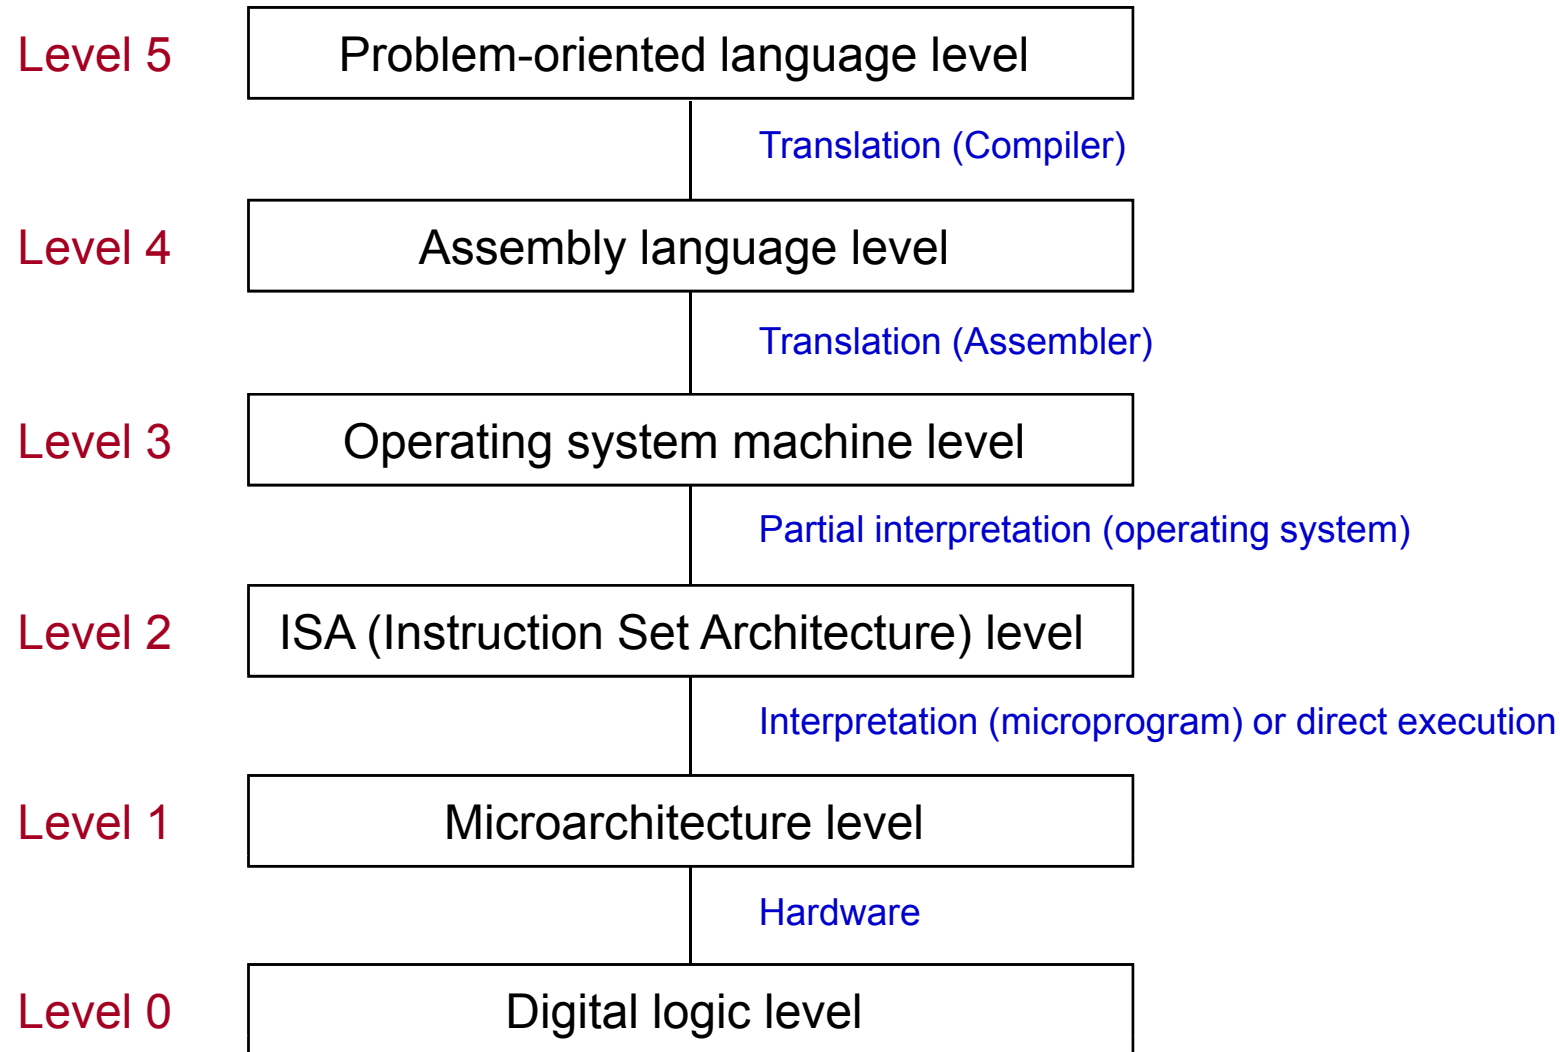 Level 5
Problem-oriented language level
Translation (Compiler)
Level 4
Assembly language level
Translation (Assembler)
Level 3
Operating system machine level
Partial interpretation (operating system)
Level 2
ISA (Instruction Set Architecture) level
Interpretation (microprogram) or direct execution
Level 1
Microarchitecture level
Hardware
Level 0
Digital logic level